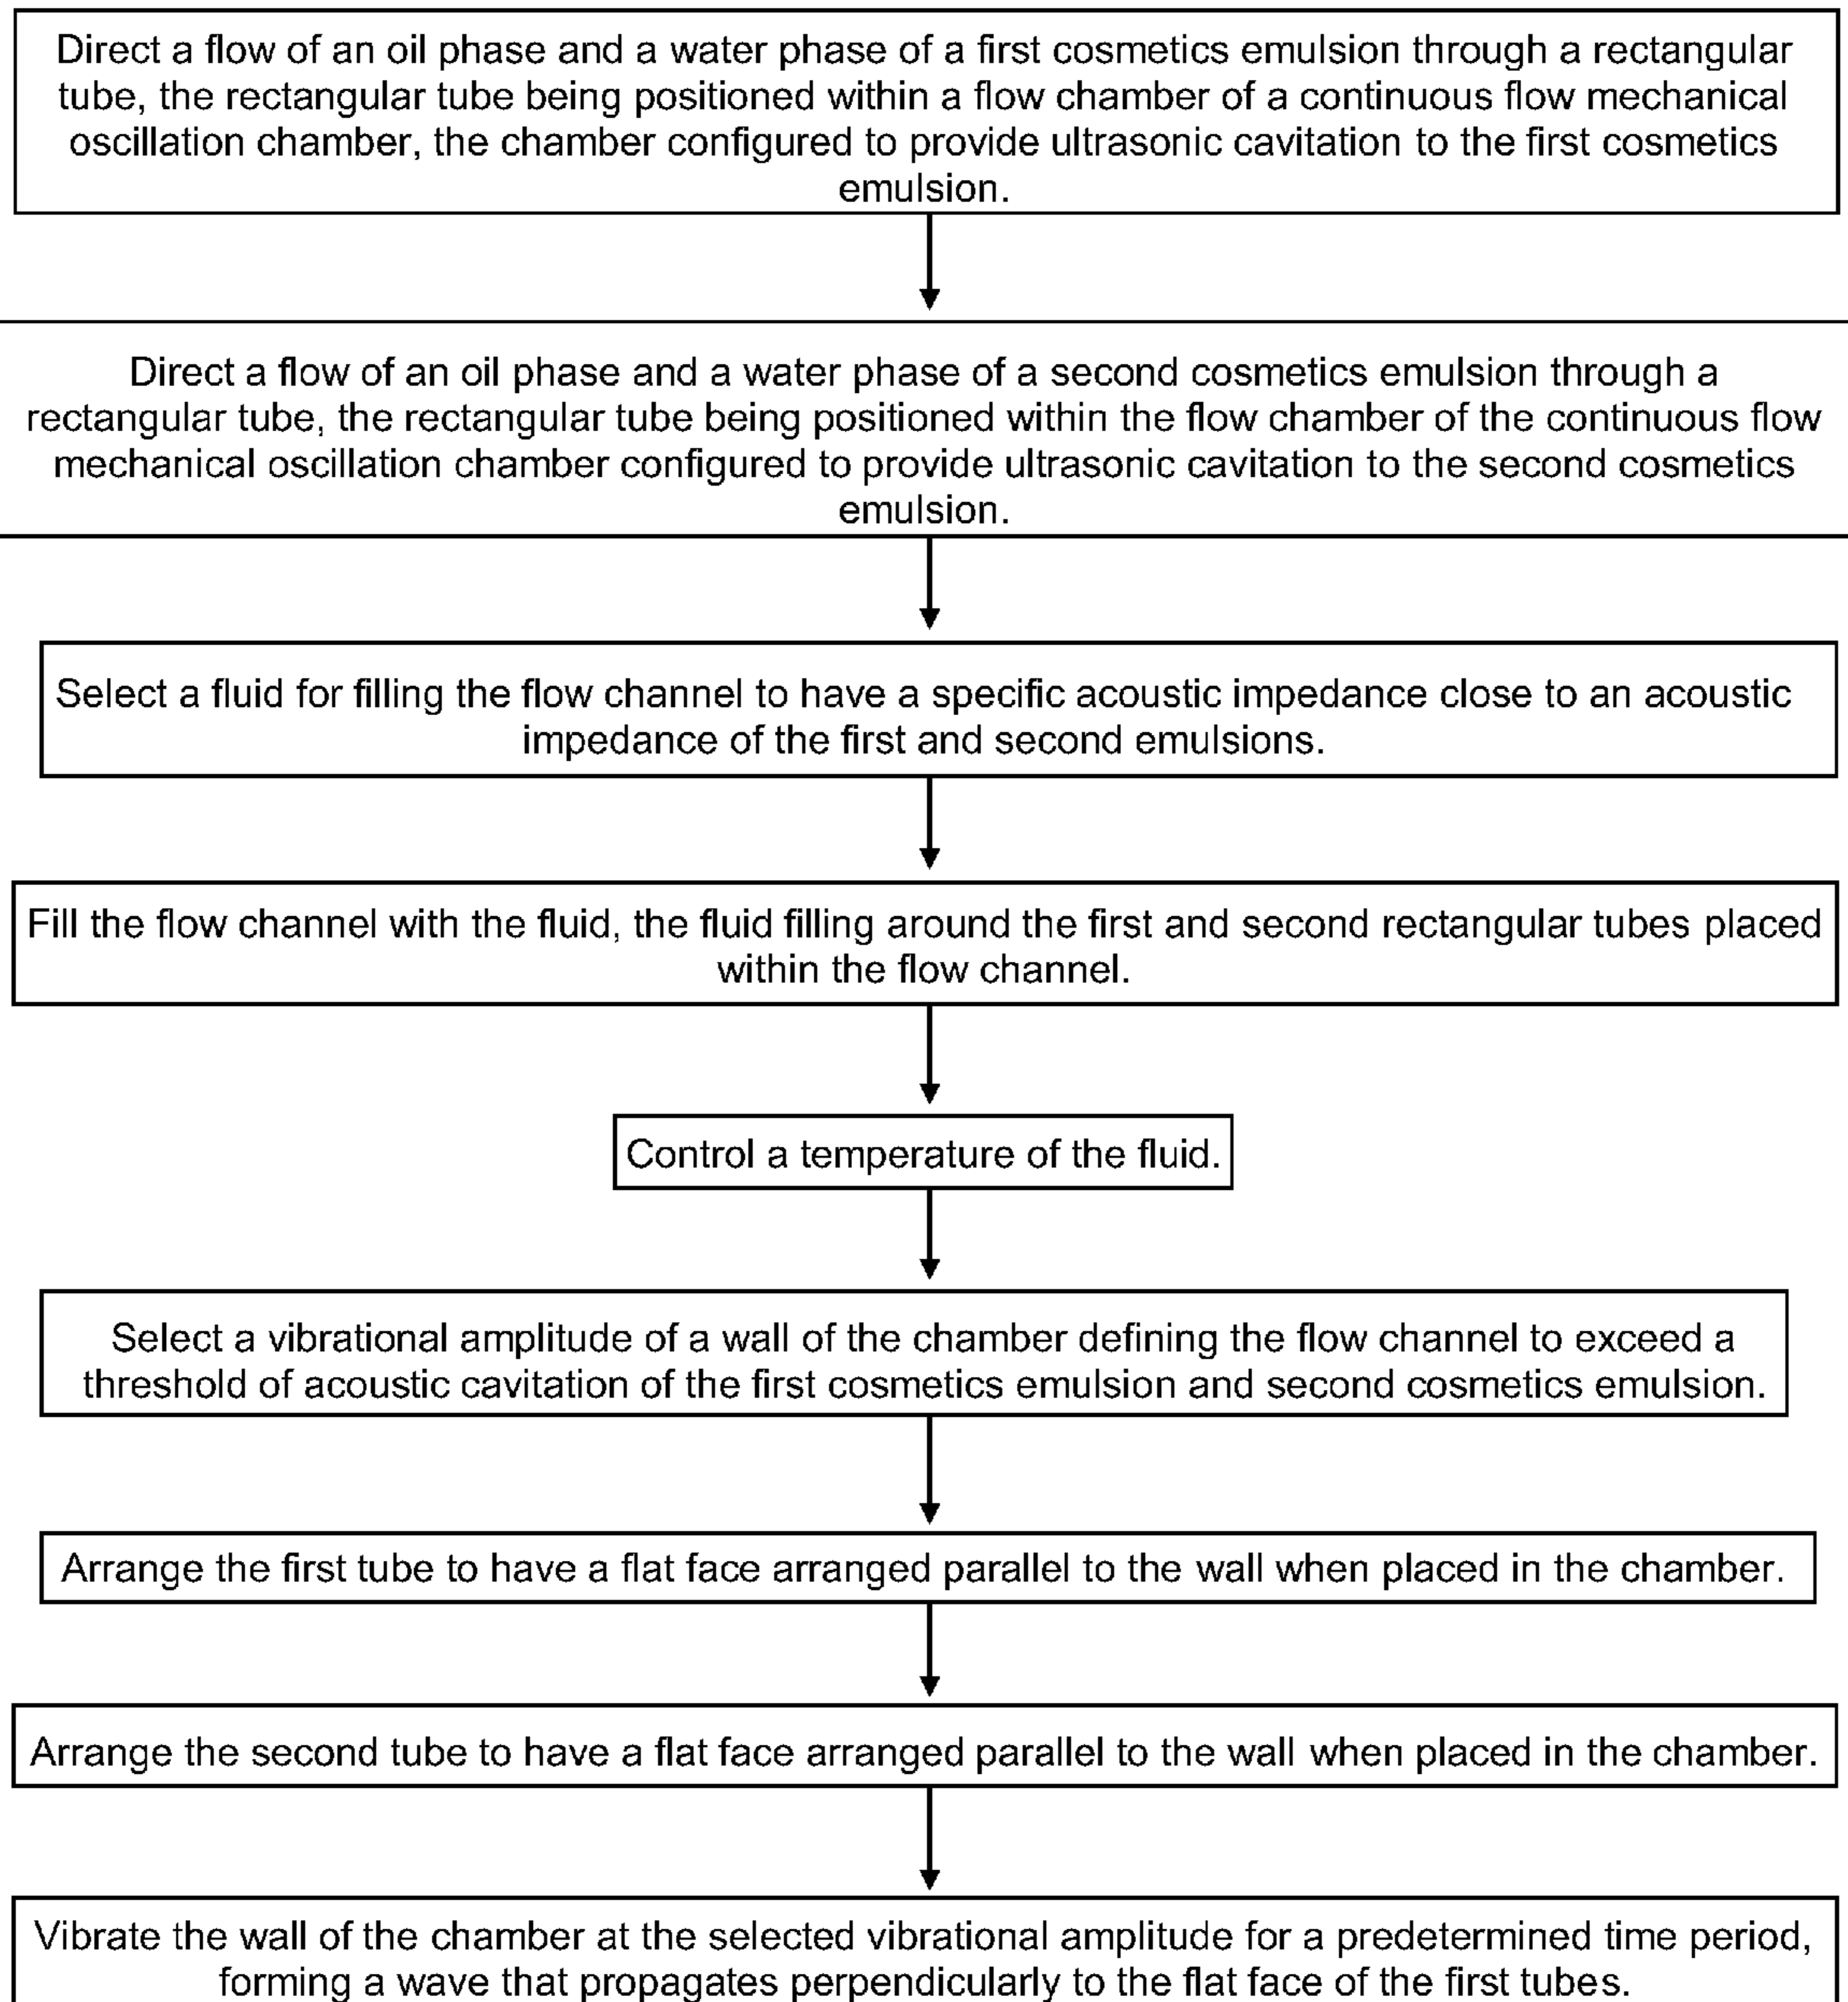 Direct a flow of an oil phase and a water phase of a first cosmetics emulsion through a rectangular
tube, the rectangular tube being positioned within a flow chamber of a continuous flow mechanical
oscillation chamber, the chamber configured to provide ultrasonic cavitation to the first cosmetics
emulsion.
Direct a flow of an oil phase and a water phase of a second cosmetics emulsion through a
rectangular tube, the rectangular tube being positioned within the flow chamber of the continuous flow
mechanical oscillation chamber configured to provide ultrasonic cavitation to the second cosmetics
emulsion.
Select a fluid for filling the flow channel to have a specific acoustic impedance close to an acoustic
impedance of the first and second emulsions.
Fill the flow channel with the fluid, the fluid filling around the first and second rectangular tubes placed
within the flow channel.
Control a temperature of the fluid.
Select a vibrational amplitude of a wall of the chamber defining the flow channel to exceed a
threshold of acoustic cavitation of the first cosmetics emulsion and second cosmetics emulsion.
Arrange the first tube to have a flat face arranged parallel to the wall when placed in the chamber.
Arrange the second tube to have a flat face arranged parallel to the wall when placed in the chamber.
Vibrate the wall of the chamber at the selected vibrational amplitude for a predetermined time period,
forming a wave that propagates perpendicularly to the flat face of the first tubes.